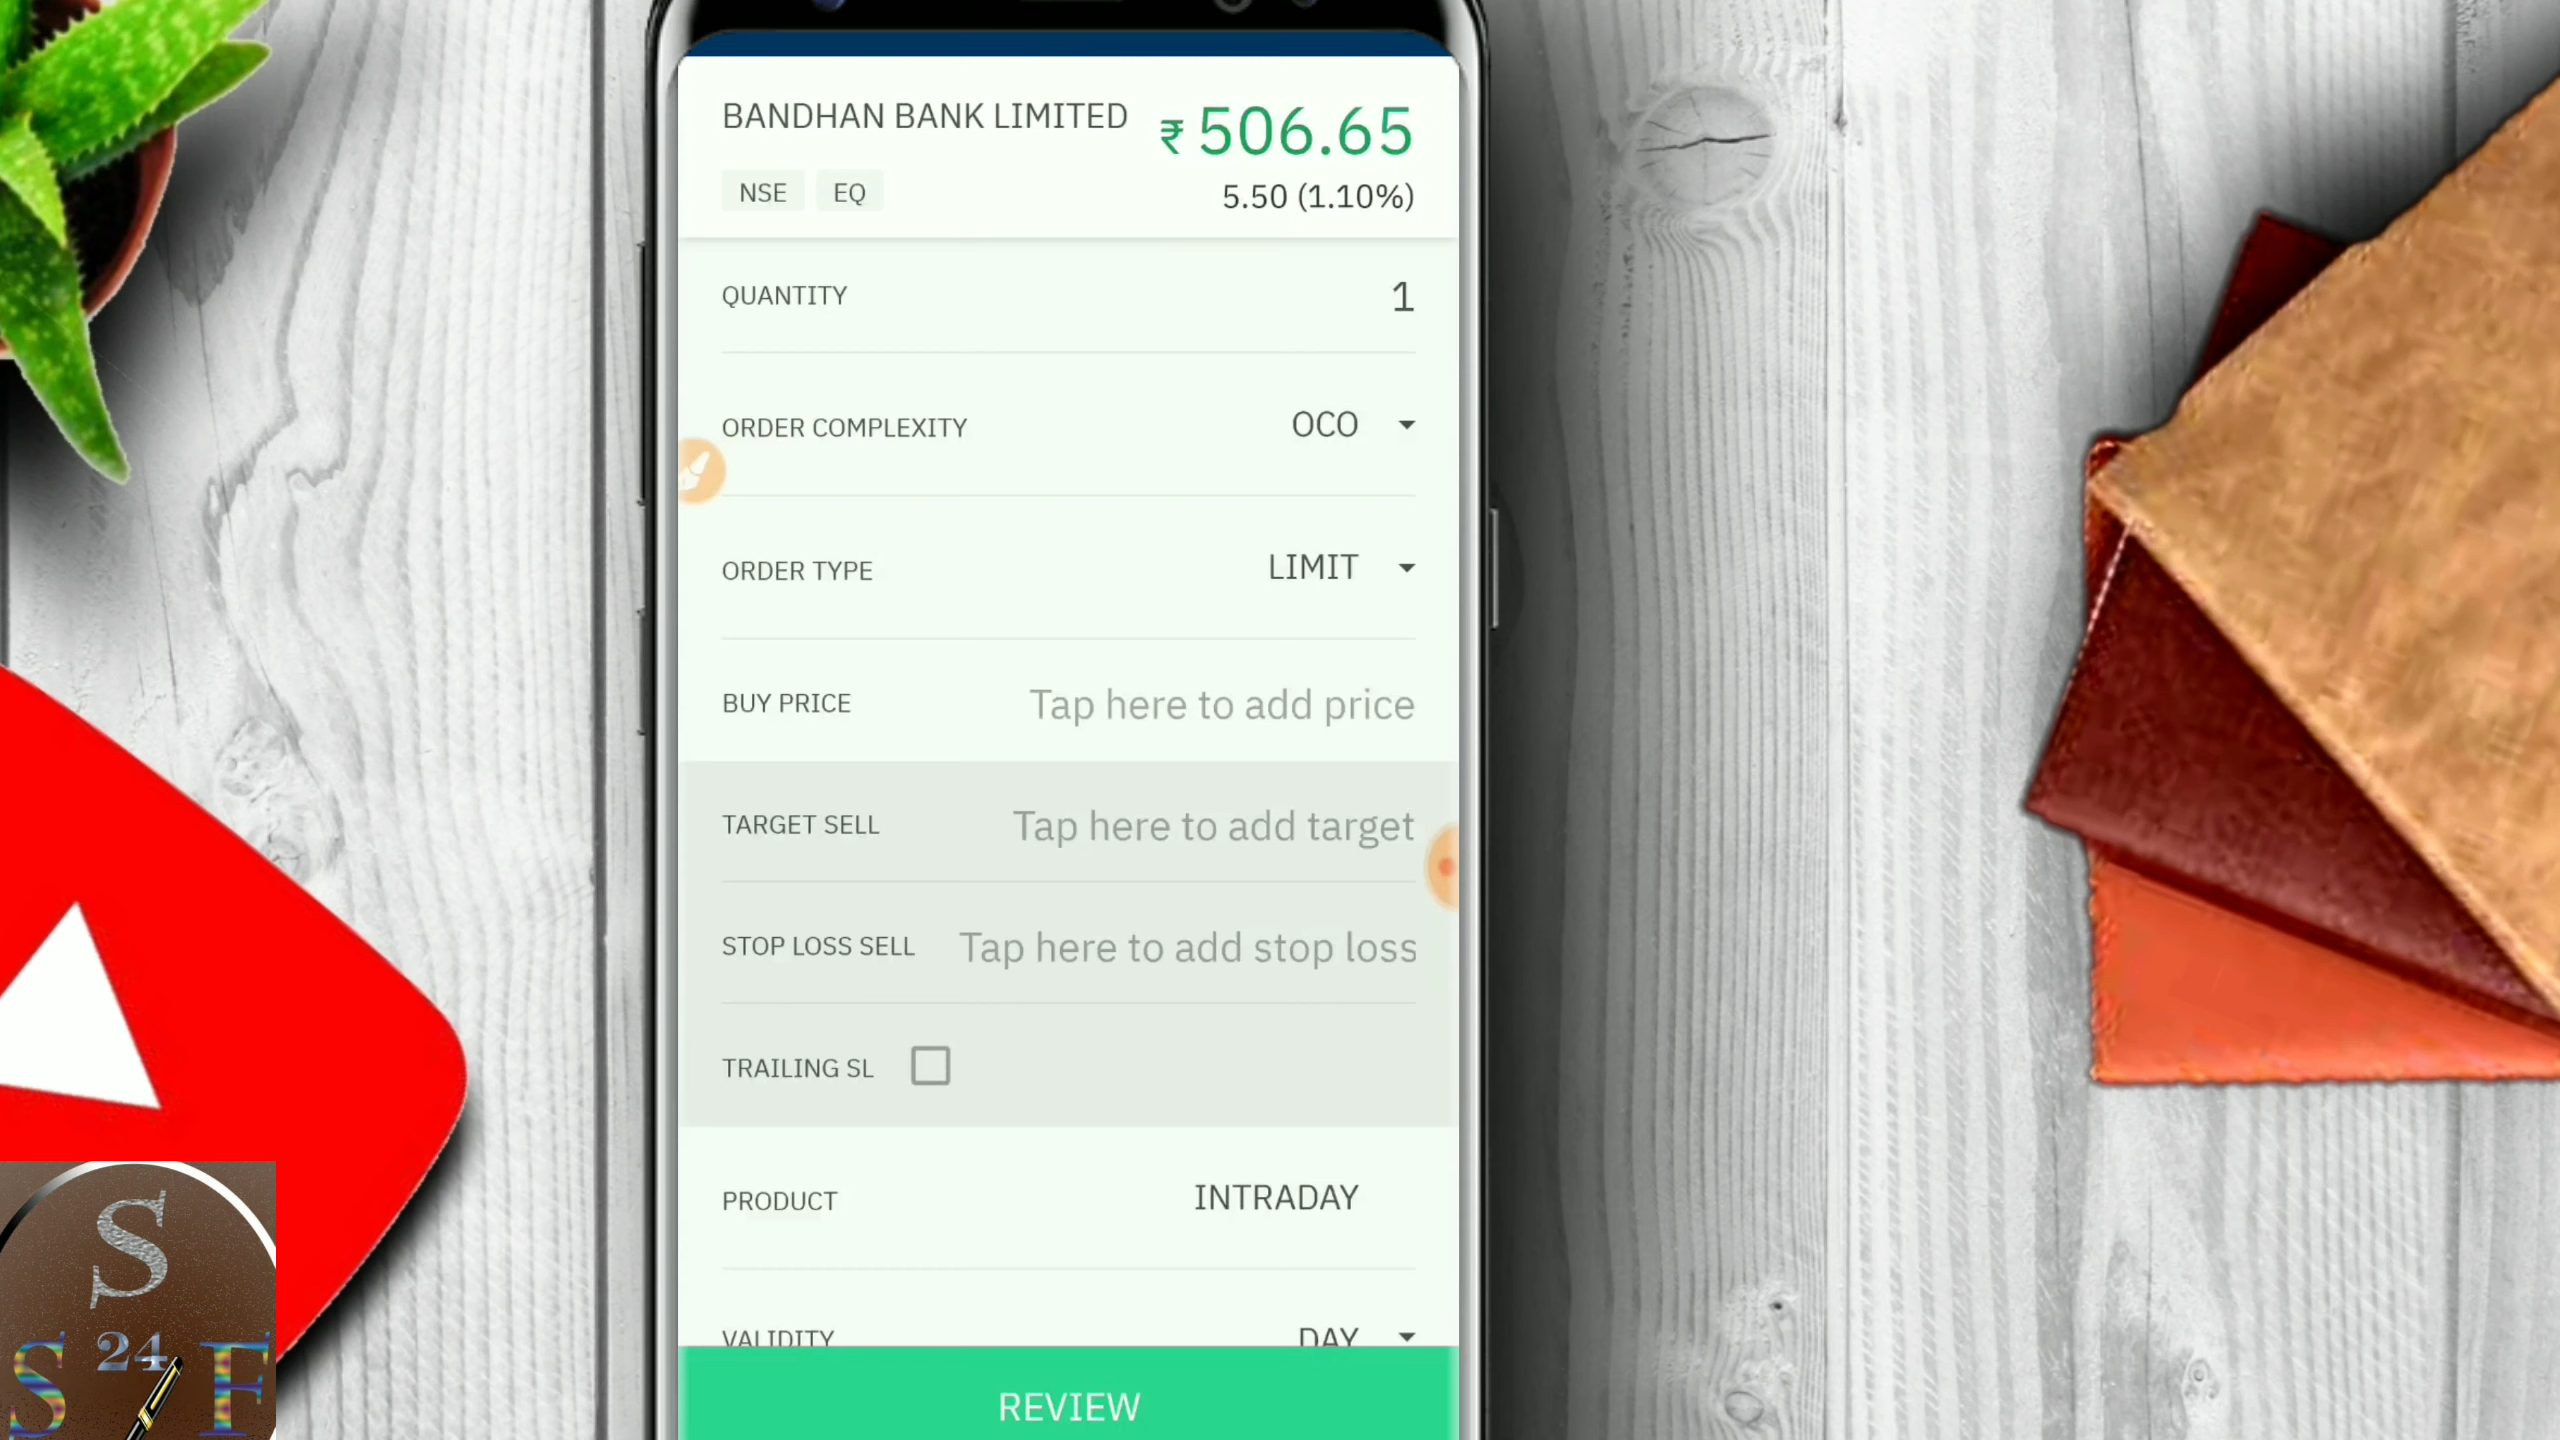 BANDHAN BANK LIMITED ₹ 506.65
NSE EQ 5.50 (1.10%)
QUANTITY 1
ORDER COMPLEXITY OCO
ORDER TYPE LIMIT
BUY PRICE Tap here to add price
TARGET SELL Tap here to add target
STOP LOSS SELL Tap here to add stop loss
TRAILING SL
PRODUCT INTRADAY
VALIDITY DAY
REVIEW
S
24
S F